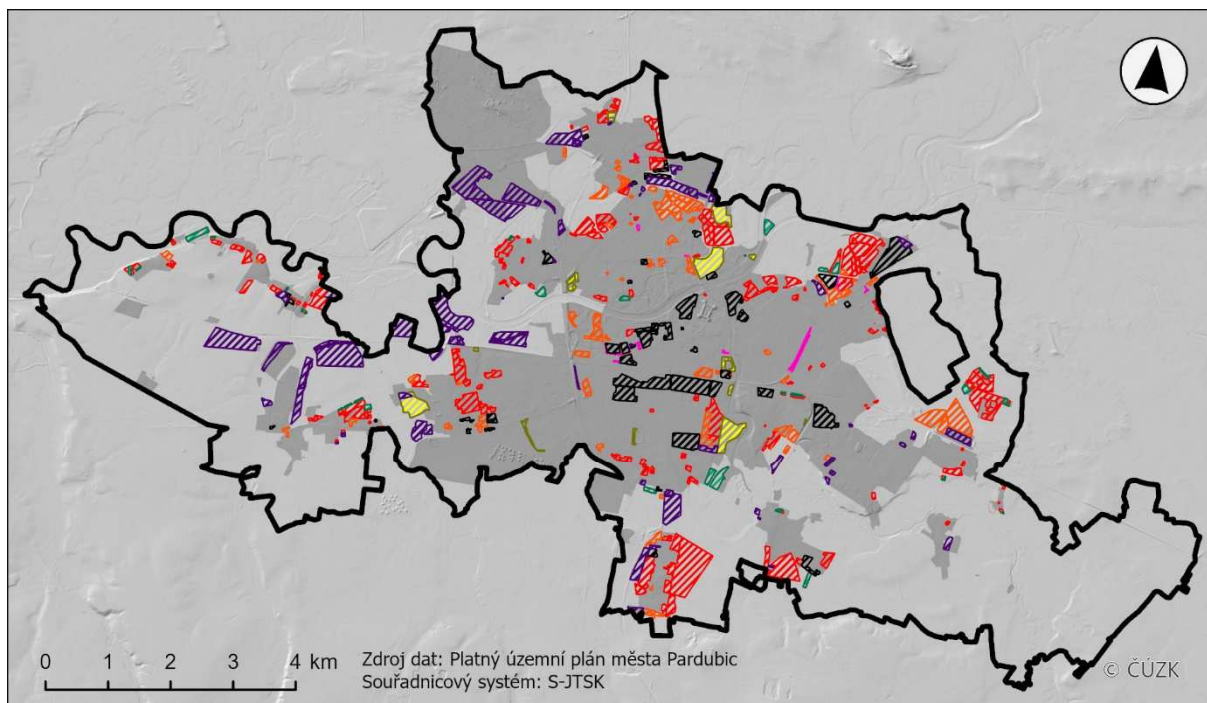 0 1 2 3 4 km
Zdroj dat: Platný územní plán města Pardubic
Souřadnicový systém: S-JTSK
© ČÚZK